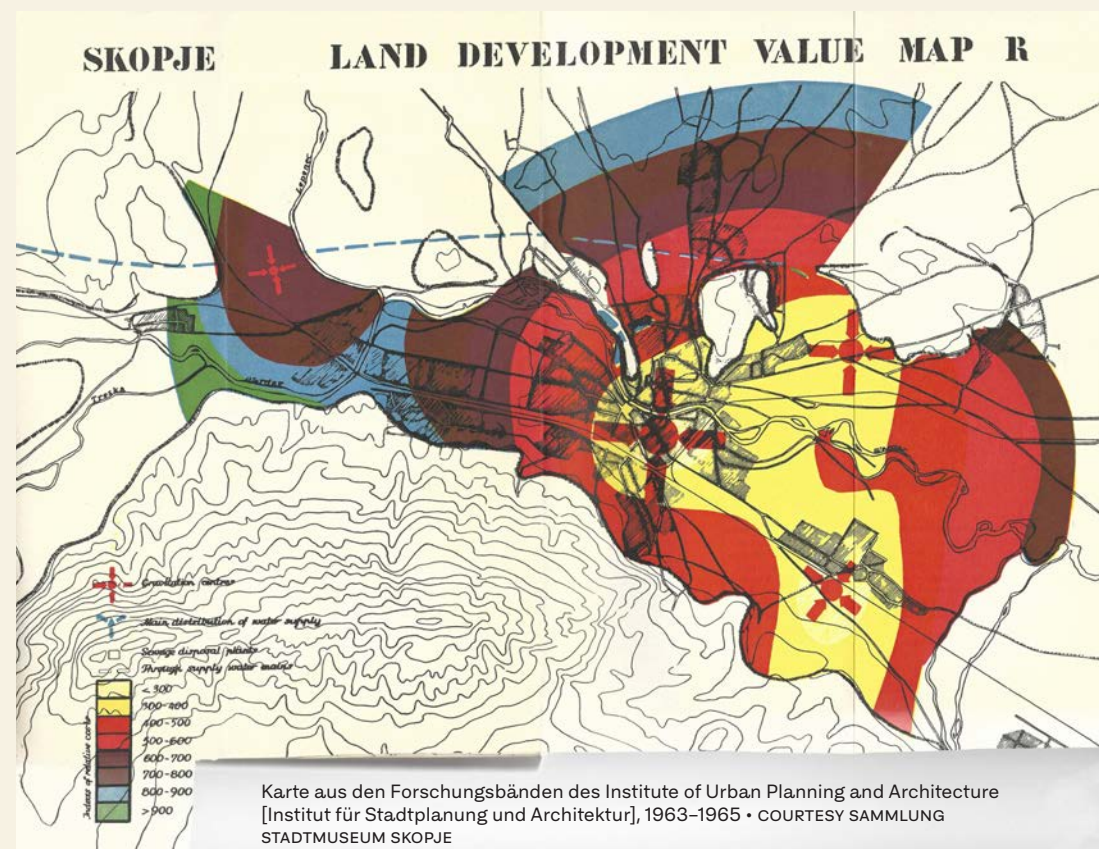 SKOPJE LAND DEVELOPMENT VALUE MAP R
Lepenec
Treska
Vardar
Gravitation centres
Main distribution of water supply
Sewage disposal plants
Through supply water mains
Indexes of relative costs
< 300
300-400
400-500
500-600
600-700
700-800
800-900
>900
Karte aus den Forschungsbänden des Institute of Urban Planning and Architecture
[Institut für Stadtplanung und Architektur], 1963–1965 • COURTESY SAMMLUNG
STADTMUSEUM SKOPJE